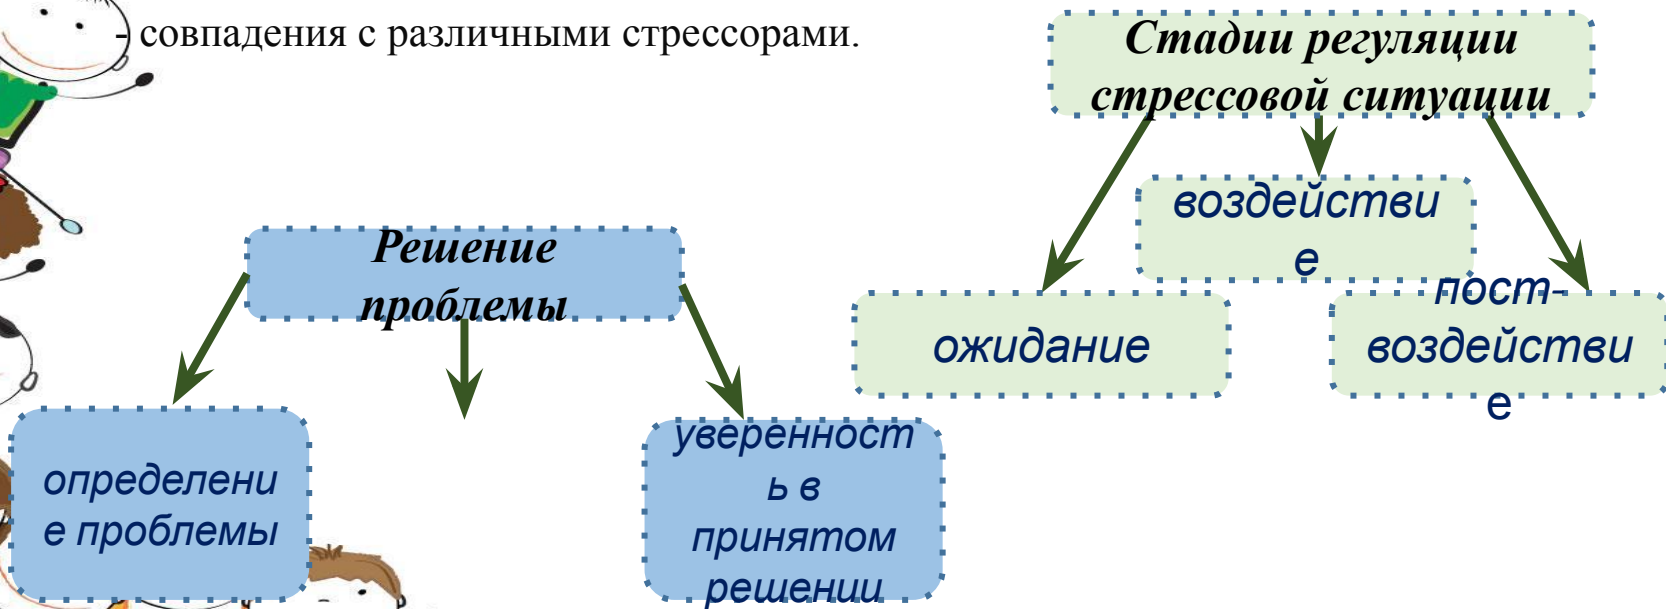 - совпадения с различными стрессорами.
Стадии регуляции
стрессовой ситуации
воздействи
е
ожидание
пост-
воздействи
е
Решение
проблемы
определени
е проблемы
уверенност
ь в
принятом
решении